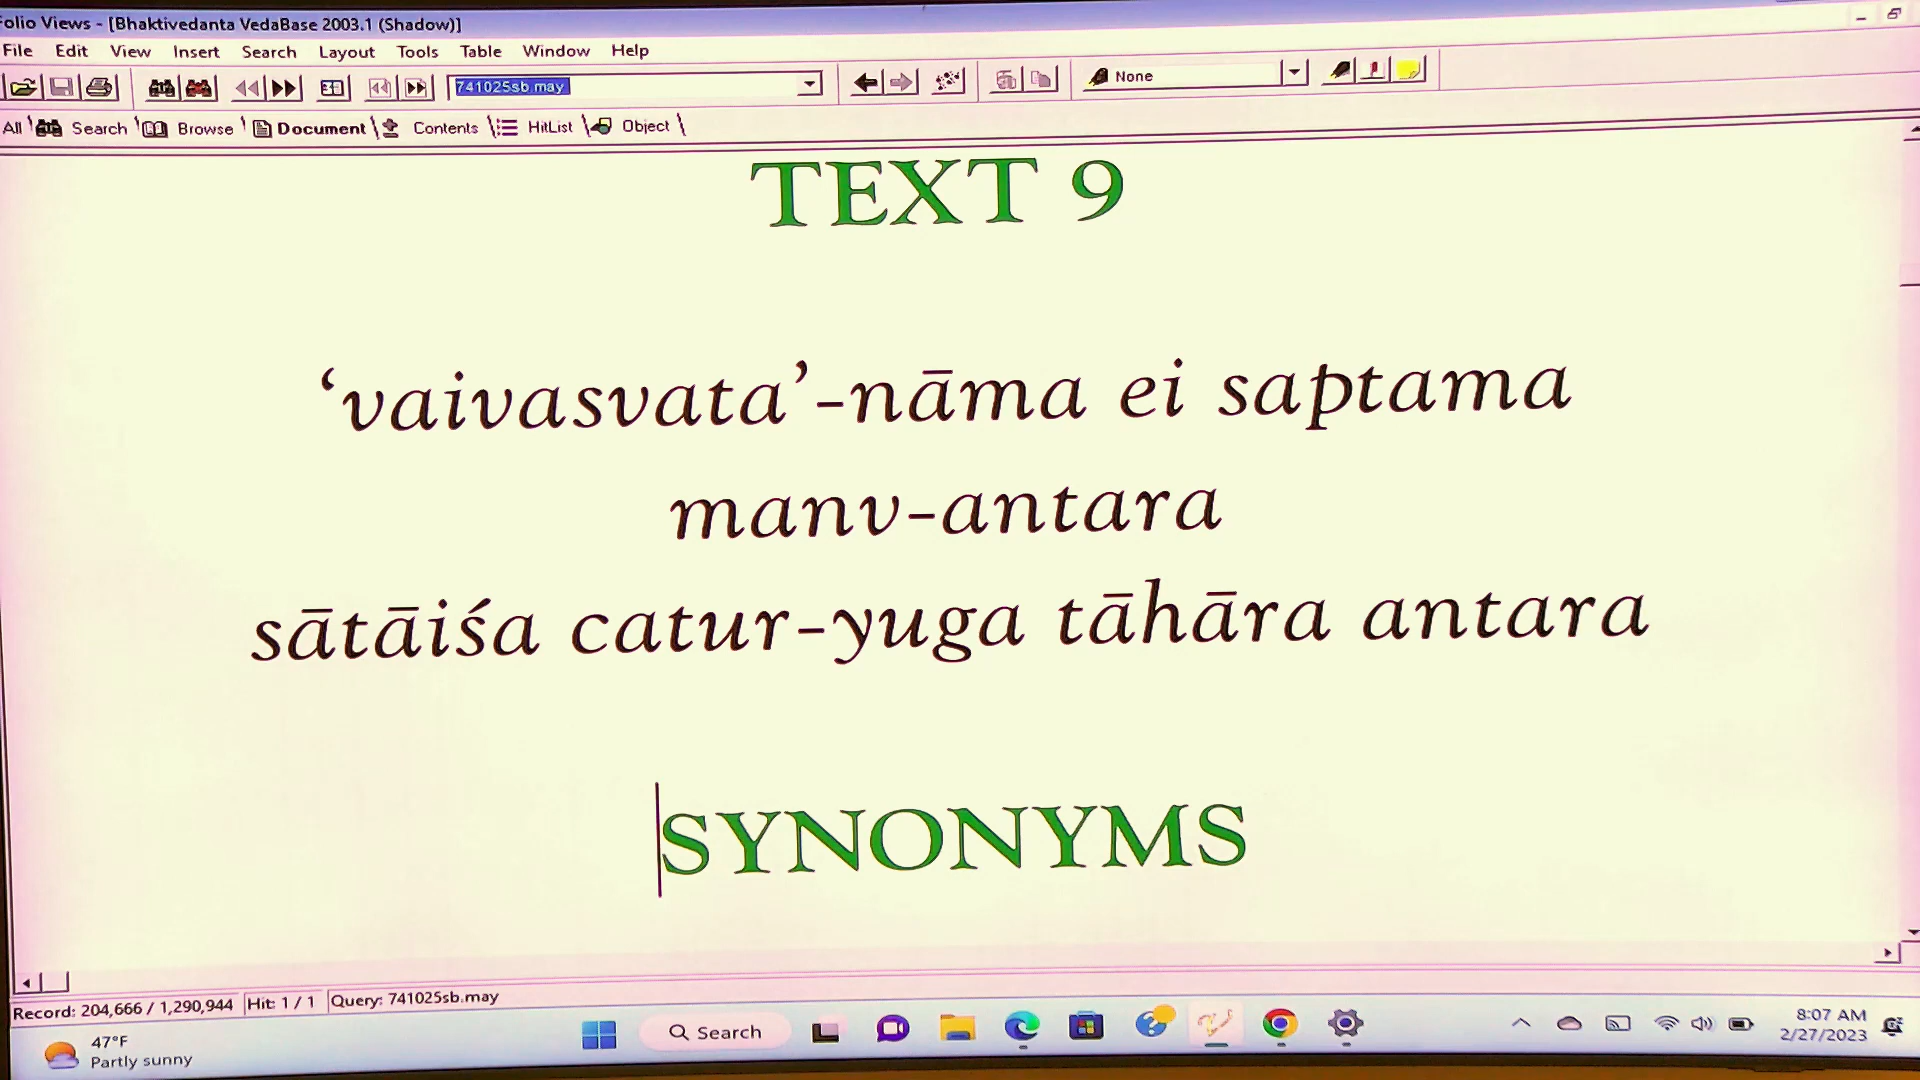 Folio Views - [Bhaktivedanta VedaBase 2003.1 (Shadow)]
File Edit View Insert Search Layout Tools Table Window Help
741025sb may
None
All Search Browse Document Contents HitList Object
TEXT 9
‘vaivasvata’-nāma ei saptama
manv-antara
sātāiśa catur-yuga tāhāra antara
SYNONYMS
Record: 204,666 / 1,290,944 Hit: 1 / 1 Query: 741025sb.may
47°F
Partly sunny
Search
8:07 AM
2/27/2023